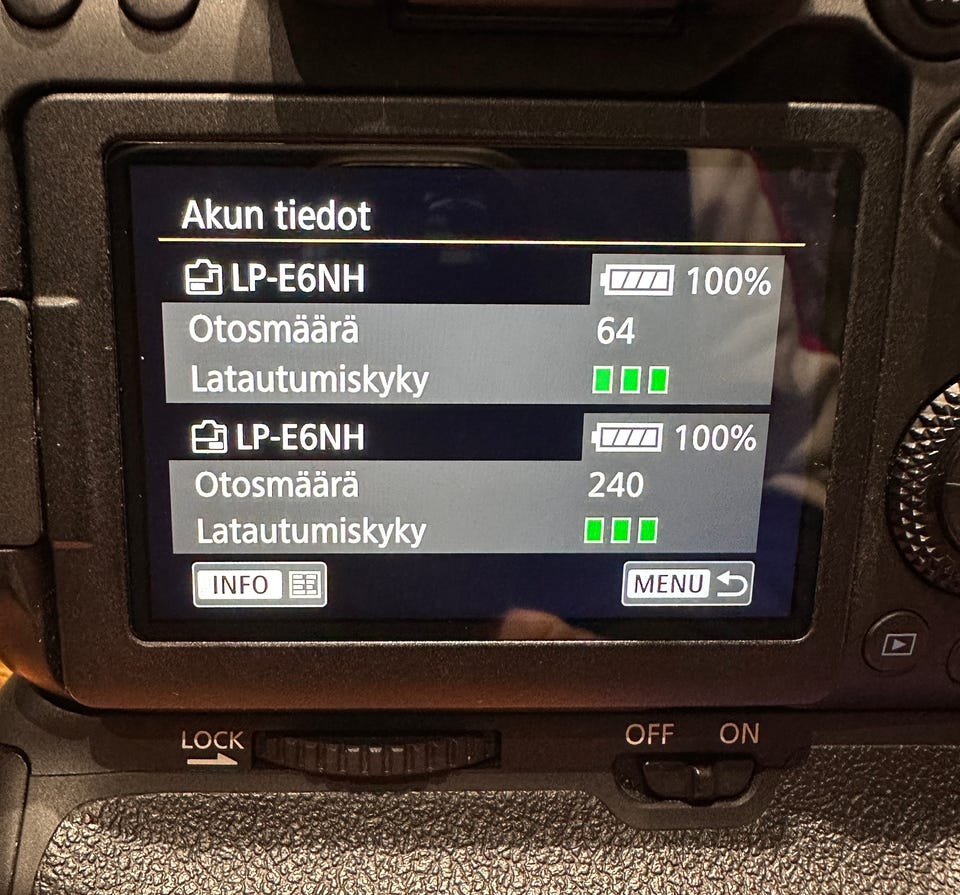 Akun tiedot
LP-E6NH 100%
Otosmäärä 64
Latautumiskyky
LP-E6NH 100%
Otosmäärä 240
Latautumiskyky
INFO MENU
LOCK OFF ON